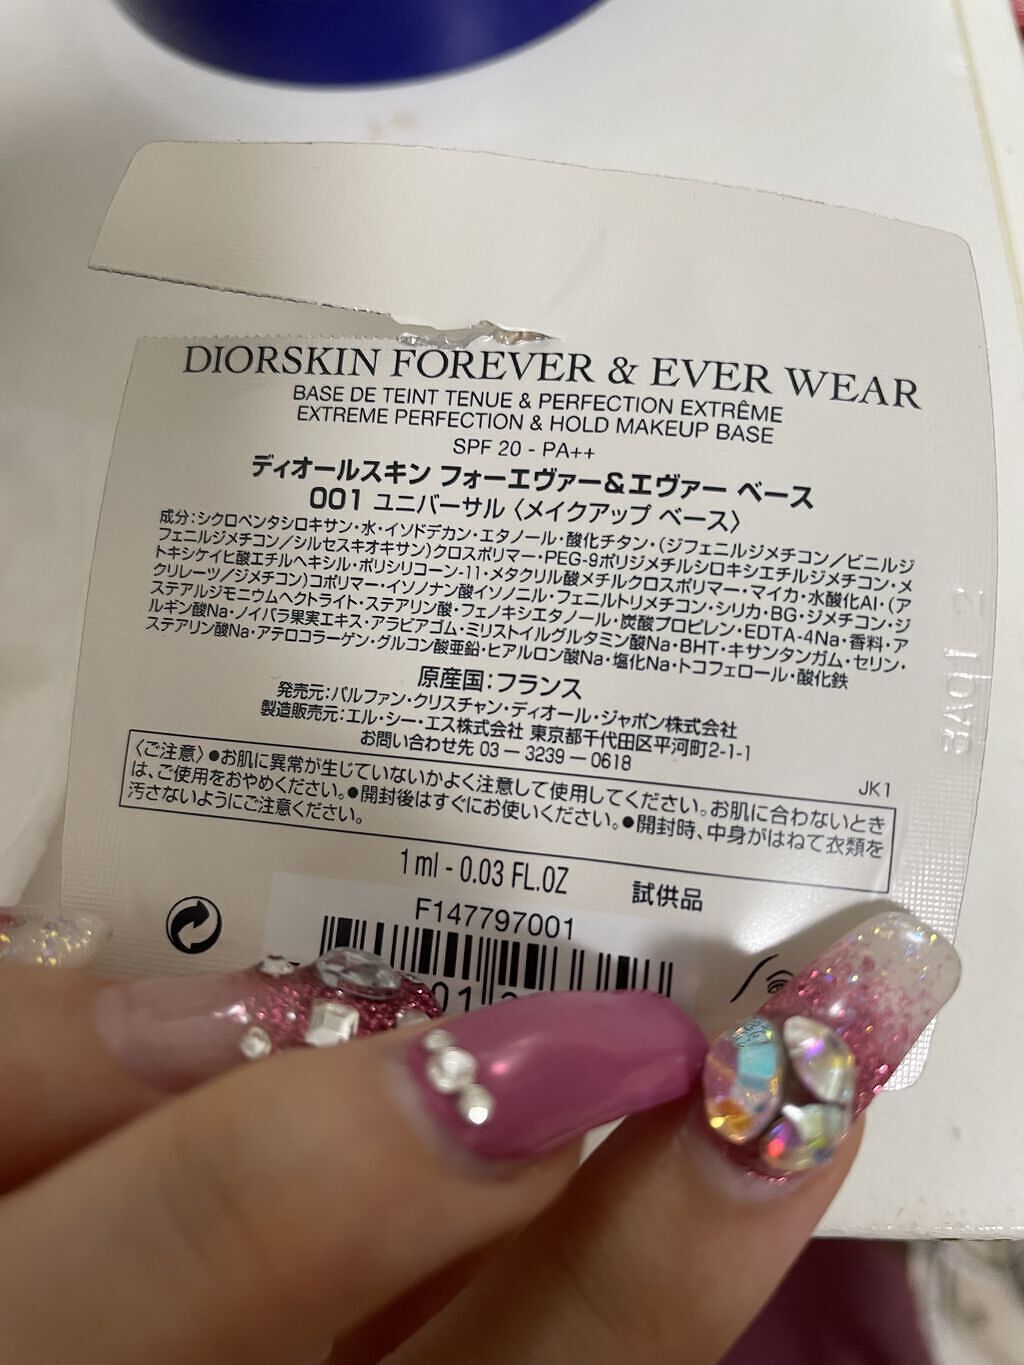 DIORSKIN FOREVER & EVER WEAR
BASE DE TEINT TENUE & PERFECTION EXTRÊME
EXTREME PERFECTION & HOLD MAKEUP BASE
SPF 20 - PA++
ディオールスキン フォーエヴァー&エヴァー ベース
001 ユニバーサル〈メイクアップ ベース〉
成分:シクロペンタシロキサン・水・イソドデカン・エタノール・酸化チタン・(ジフェニルジメチコン/ビニルジ
フェニルジメチコン/シルセスキオキサン)クロスポリマー・PEG-9ポリジメチルシロキシエチルジメチコン・メ
トキシケイヒ酸エチルヘキシル・ポリシリコーン-11・メタクリル酸メチルクロスポリマー・マイカ・水酸化Al・(ア
クリレーツ/ジメチコン)コポリマー・イソノナン酸イソノニル・フェニルトリメチコン・シリカ・BG・ジメチコン・ジ
ステアルジモニウムヘクトライト・ステアリン酸・フェノキシエタノール・炭酸プロピレン・EDTA-4Na・香料・ア
ルギン酸Na・ノイバラ果実エキス・アラビアゴム・ミリストイルグルタミン酸Na・BHT・キサンタンガム・セリン・
ステアリン酸Na・アテロコラーゲン・グルコン酸亜鉛・ヒアルロン酸Na・塩化Na・トコフェロール・酸化鉄
原産国:フランス
発売元:パルファン・クリスチャン・ディオール・ジャポン株式会社
製造販売元:エル・シー・エス株式会社 東京都千代田区平河町2-1-1
お問い合わせ先 03-3239-0618
JK1
〈ご注意〉●お肌に異常が生じていないかよく注意して使用してください。お肌に合わないとき
は、ご使用をおやめください。●開封後はすぐにお使いください。●開封時、中身がはねて衣類を
汚さないようにご注意ください。
1 ml - 0.03 FL.OZ 試供品
F147797001